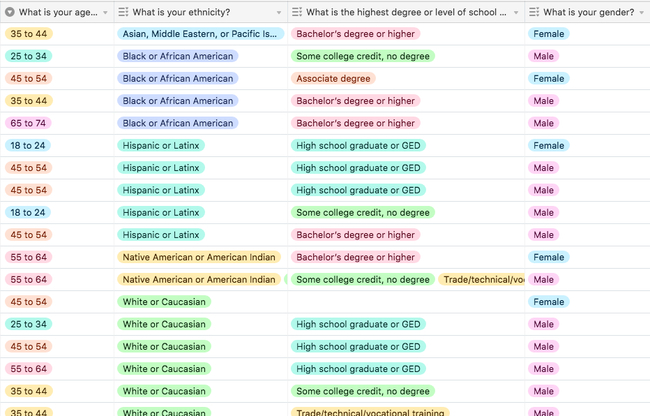 What is your age... What is your ethnicity? What is the highest degree or level of school ... What is your gender?
35 to 44 Asian, Middle Eastern, or Pacific Is... Bachelor's degree or higher Female
25 to 34 Black or African American Some college credit, no degree Male
45 to 54 Black or African American Associate degree Female
35 to 44 Black or African American Bachelor's degree or higher Male
65 to 74 Black or African American Bachelor's degree or higher Male
18 to 24 Hispanic or Latinx High school graduate or GED Female
45 to 54 Hispanic or Latinx High school graduate or GED Male
45 to 54 Hispanic or Latinx High school graduate or GED Male
18 to 24 Hispanic or Latinx Some college credit, no degree Male
45 to 54 Hispanic or Latinx Bachelor's degree or higher Male
55 to 64 Native American or American Indian Bachelor's degree or higher Female
55 to 64 Native American or American Indian Some college credit, no degree Trade/technical/vo Male
45 to 54 White or Caucasian Female
25 to 34 White or Caucasian High school graduate or GED Male
45 to 54 White or Caucasian High school graduate or GED Male
55 to 64 White or Caucasian High school graduate or GED Male
35 to 44 White or Caucasian Some college credit, no degree Male
35 to 44 White or Caucasian Trade/technical/vocational training Male